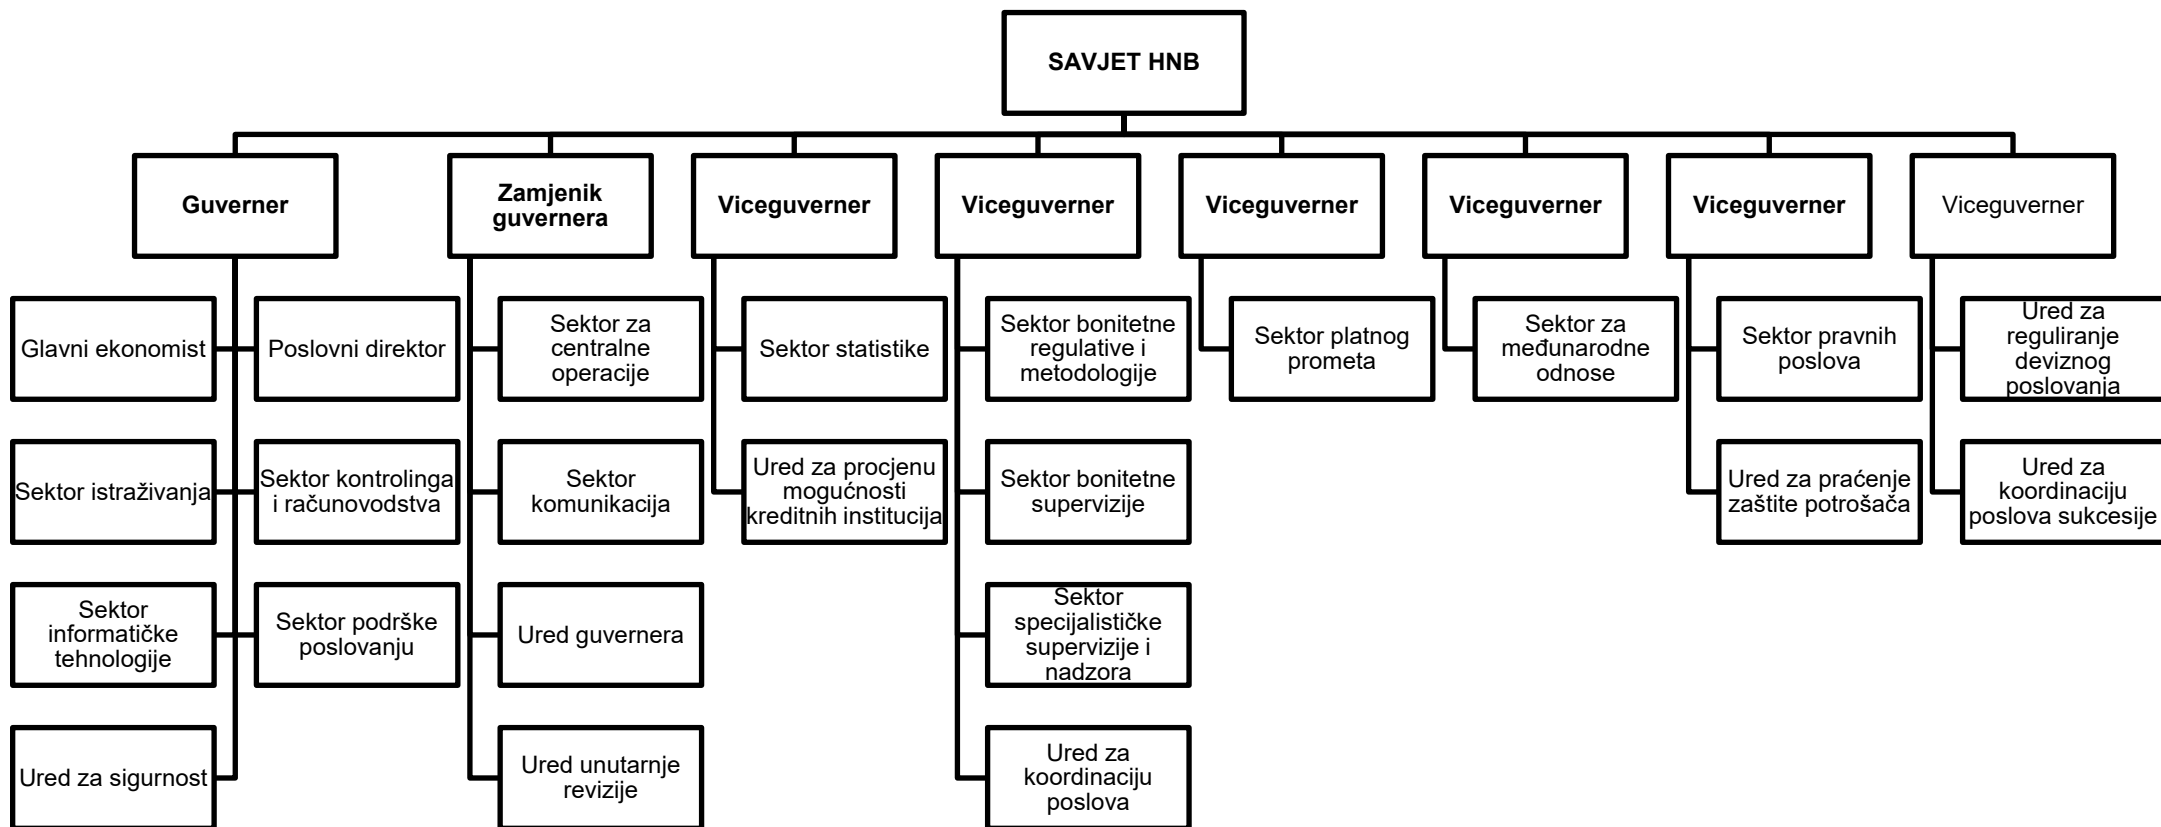 SAVJET HNB
Guverner
Zamjenik
guvernera
Viceguverner
Viceguverner
Viceguverner
Viceguverner
Viceguverner
Viceguverner
Glavni ekonomist
Poslovni direktor
Sektor za
centralne
operacije
Sektor statistike
Sektor bonitetne
regulative i
metodologije
Sektor platnog
prometa
Sektor za
međunarodne
odnose
Sektor pravnih
poslova
Ured za
reguliranje
deviznog
poslovanja
Sektor istraživanja
Sektor kontrolinga
i računovodstva
Sektor
komunikacija
Ured za procjenu
mogućnosti
kreditnih institucija
Sektor bonitetne
supervizije
Ured za praćenje
zaštite potrošača
Ured za
koordinaciju
poslova sukcesije
Sektor
informatičke
tehnologije
Sektor podrške
poslovanju
Ured guvernera
Sektor
specijalističke
supervizije i
nadzora
Ured za sigurnost
Ured unutarnje
revizije
Ured za
koordinaciju
poslova